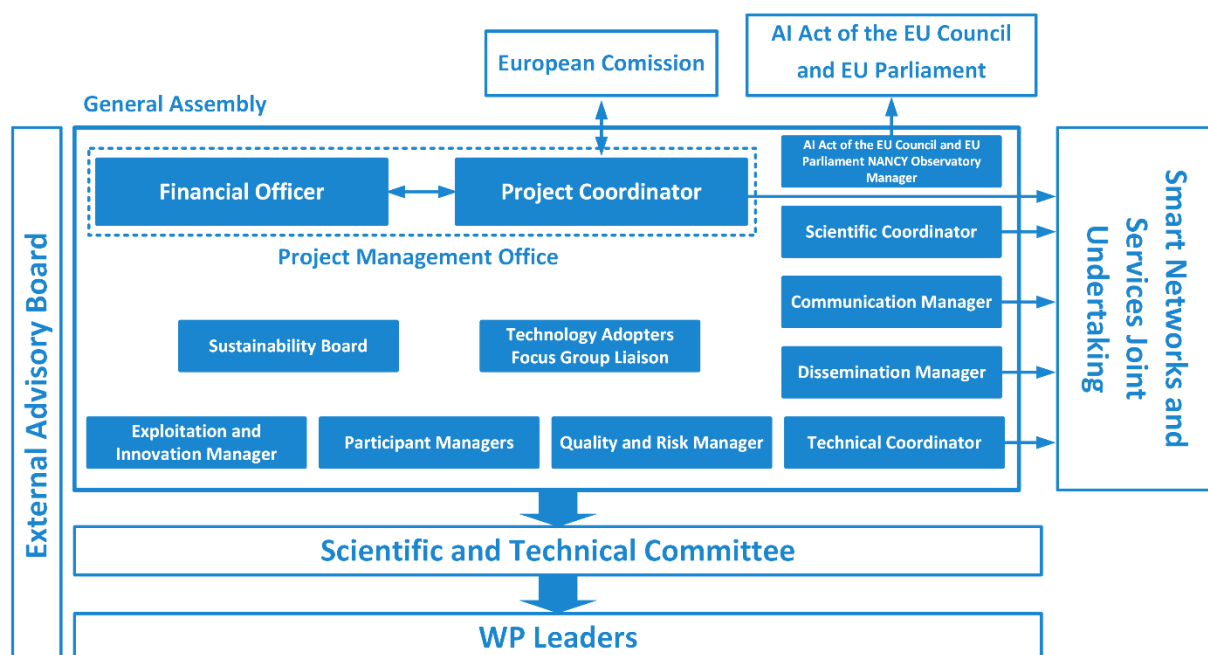 AI Act of the EU Council
and EU Parliament
European Comission
General Assembly
AI Act of the EU Council and EU
Parliament NANCY Observatory
Manager
Financial Officer
Project Coordinator
Project Management Office
Scientific Coordinator
Communication Manager
Sustainability Board
Technology Adopters
Focus Group Liaison
Dissemination Manager
Exploitation and
Innovation Manager
Participant Managers
Quality and Risk Manager
Technical Coordinator
External Advisory Board
Smart Networks and
Services Joint
Undertaking
Scientific and Technical Committee
WP Leaders